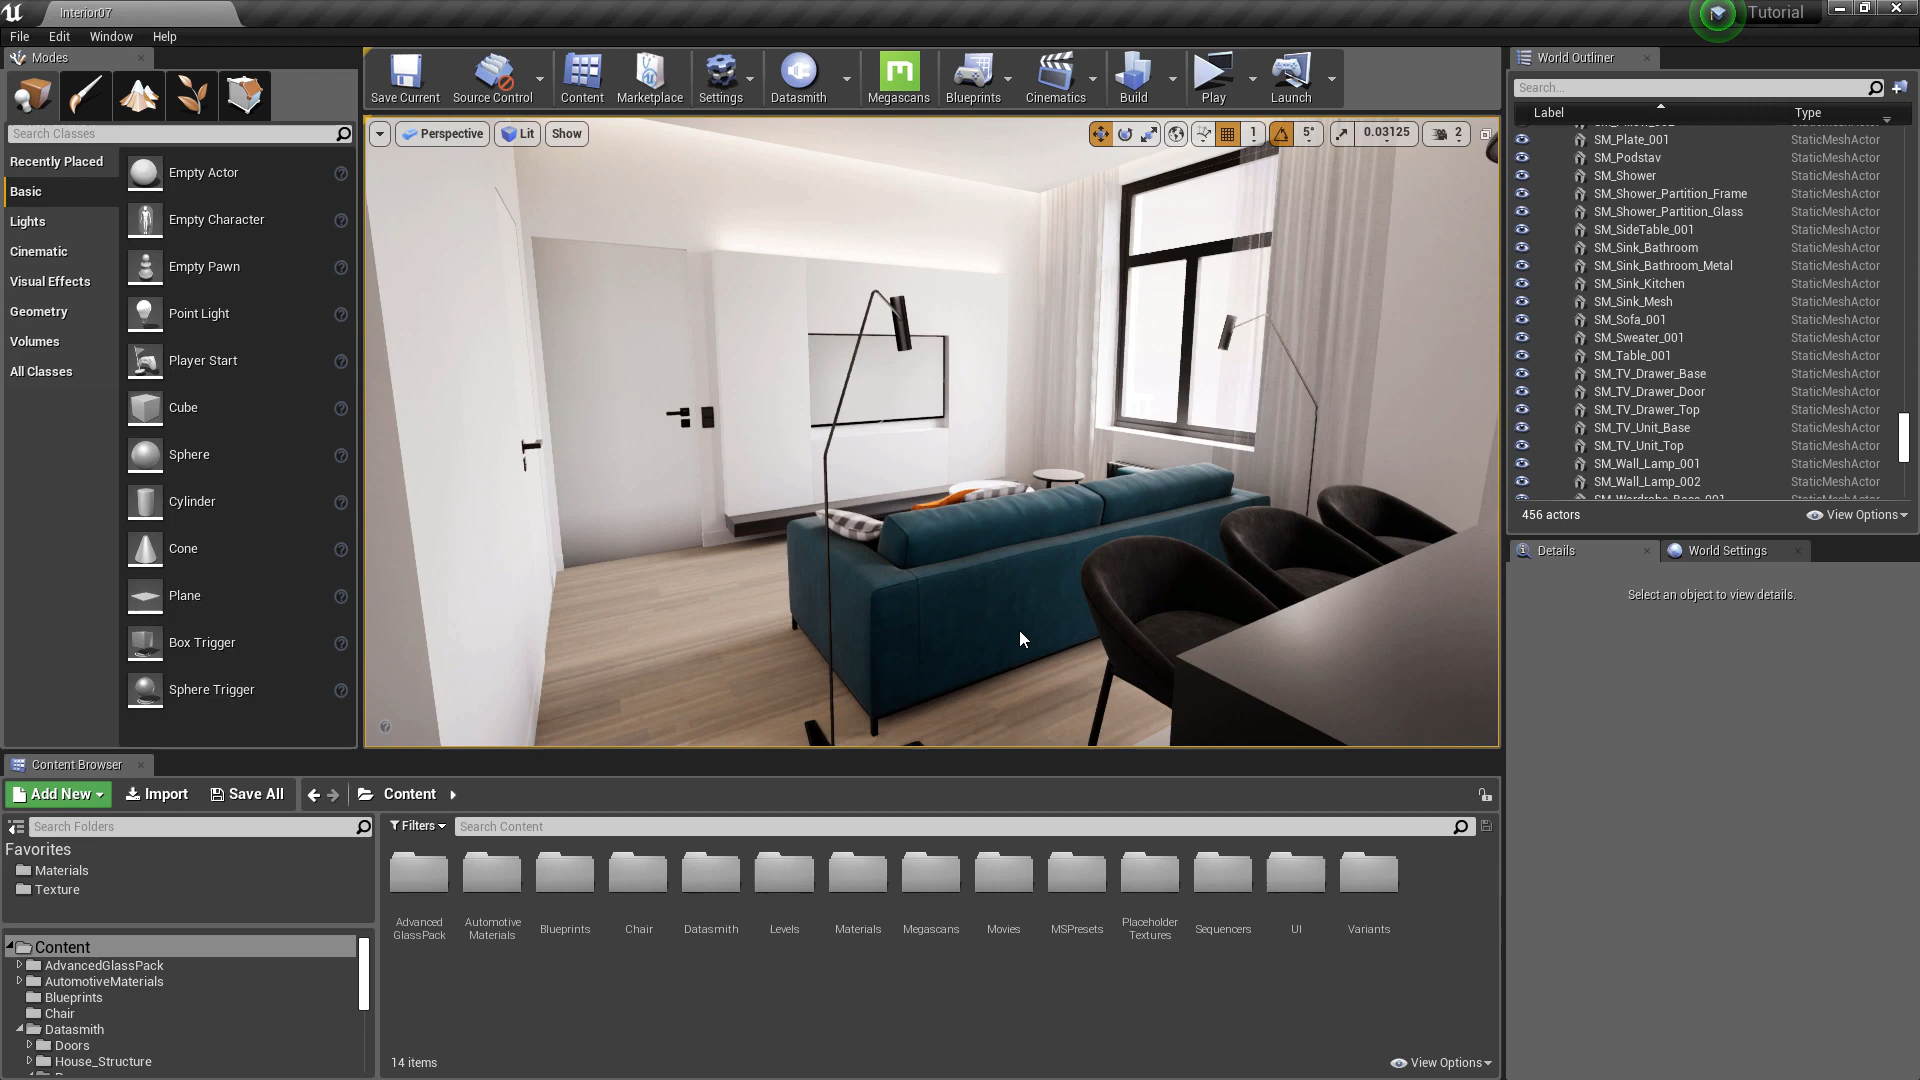 Interior07
Tutorial
File Edit Window Help
Modes
Search Classes
Recently Placed
Basic
Lights
Cinematic
Visual Effects
Geometry
Volumes
All Classes
Empty Actor
Empty Character
Empty Pawn
Point Light
Player Start
Cube
Sphere
Cylinder
Cone
Plane
Box Trigger
Sphere Trigger
Save Current Source Control Content Marketplace Settings Datasmith Megascans Blueprints Cinematics Build Play Launch
Perspective Lit Show
1 5° 0.03125 2
World Outliner
Search...
Label Type
SM_Plate_001 StaticMeshActor
SM_Podstav StaticMeshActor
SM_Shower StaticMeshActor
SM_Shower_Partition_Frame StaticMeshActor
SM_Shower_Partition_Glass StaticMeshActor
SM_SideTable_001 StaticMeshActor
SM_Sink_Bathroom StaticMeshActor
SM_Sink_Bathroom_Metal StaticMeshActor
SM_Sink_Kitchen StaticMeshActor
SM_Sink_Mesh StaticMeshActor
SM_Sofa_001 StaticMeshActor
SM_Sweater_001 StaticMeshActor
SM_Table_001 StaticMeshActor
SM_TV_Drawer_Base StaticMeshActor
SM_TV_Drawer_Door StaticMeshActor
SM_TV_Drawer_Top StaticMeshActor
SM_TV_Unit_Base StaticMeshActor
SM_TV_Unit_Top StaticMeshActor
SM_Wall_Lamp_001 StaticMeshActor
SM_Wall_Lamp_002 StaticMeshActor
456 actors View Options
Details World Settings
Select an object to view details.
Content Browser
Add New Import Save All Content
Search Folders
Favorites
Materials
Texture
Content
AdvancedGlassPack
AutomotiveMaterials
Blueprints
Chair
Datasmith
Doors
House_Structure
Filters Search Content
Advanced GlassPack
Automotive Materials
Blueprints
Chair
Datasmith
Levels
Materials
Megascans
Movies
MSPresets
Placeholder Textures
Sequencers
UI
Variants
14 items View Options